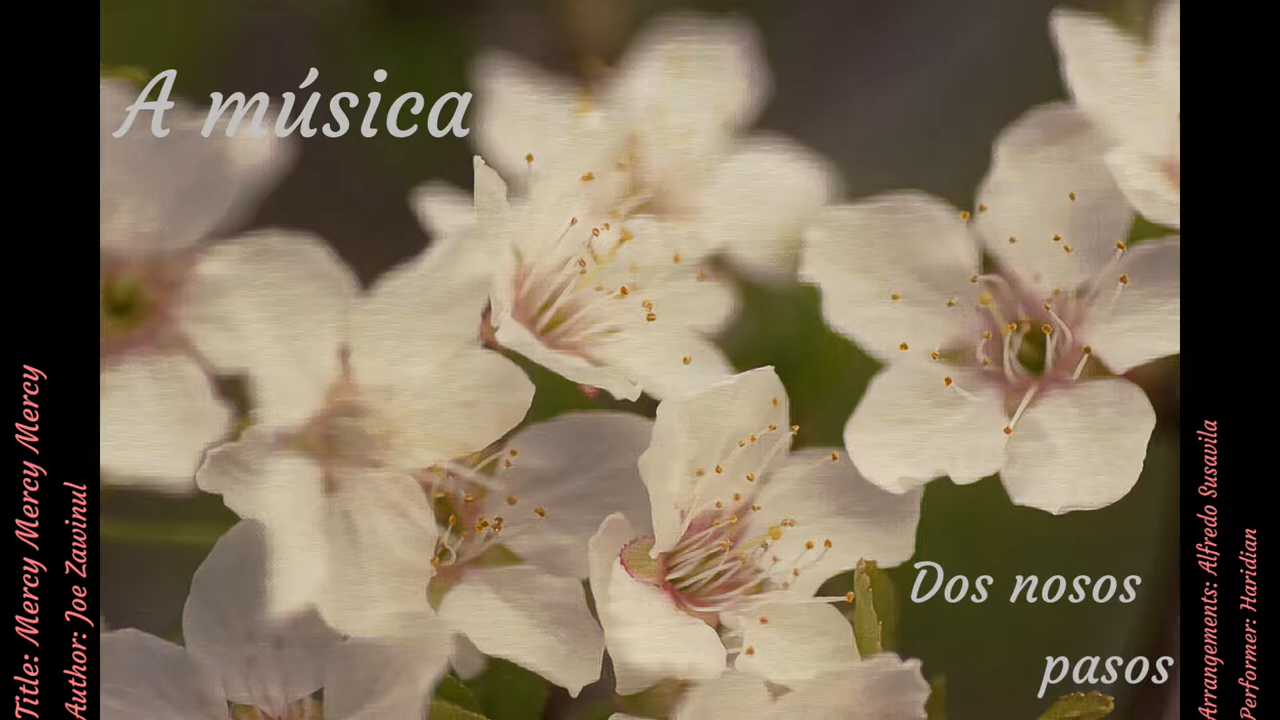 A música
Dos nosos
pasos
Title: Mercy Mercy Mercy
Author: Joe Zawinul
Arrangements: Alfredo Susavila
Performer: Haridian